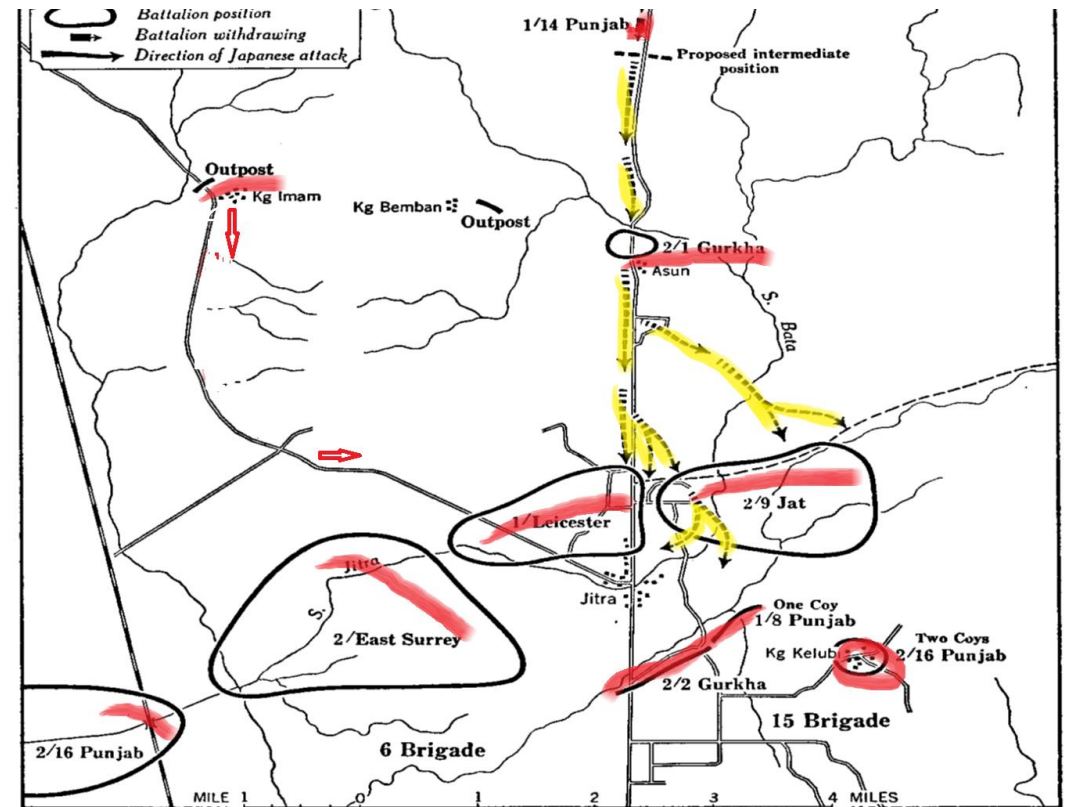 Battalion position
Battalion withdrawing
Direction of Japanese attack
1/14 Punjab
Proposed intermediate
position
Outpost
Kg Imam
Kg Bemban
Outpost
2/1 Gurkha
Asun
S. Bata
2/9 Jat
1/Leicester
Jitra
S. Jitra
2/East Surrey
One Coy
1/8 Punjab
Two Coys
Kg Kelub
2/16 Punjab
2/2 Gurkha
15 Brigade
2/16 Punjab
6 Brigade
MILE 1 0 1 2 3 4 MILES